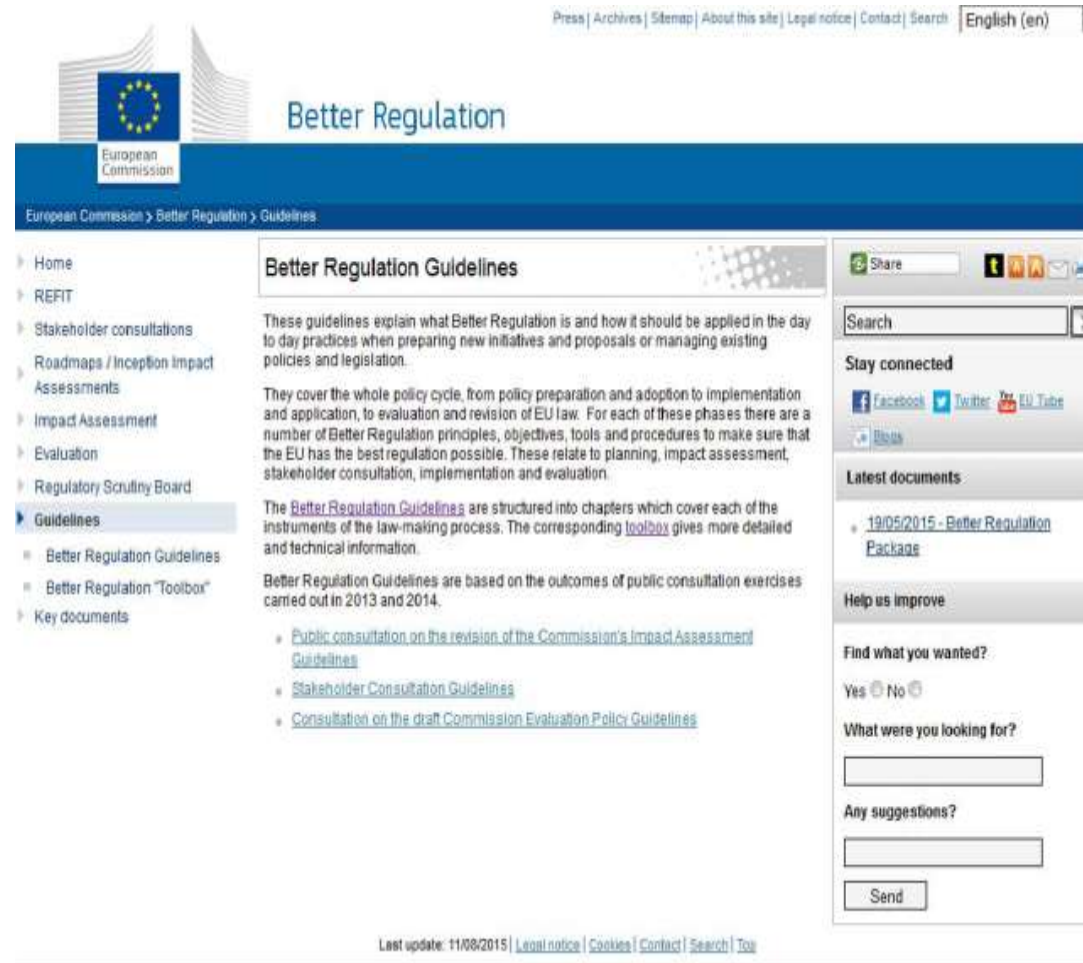 Press | Archives | Sitemap | About this site | Legal notice | Contact | Search
English (en)
European
Commission
Better Regulation
European Commission > Better Regulation > Guidelines
Home
REFIT
Stakeholder consultations
Roadmaps / Inception Impact
Assessments
Impact Assessment
Evaluation
Regulatory Scrutiny Board
Guidelines
Better Regulation Guidelines
Better Regulation "Toolbox"
Key documents
Better Regulation Guidelines
These guidelines explain what Better Regulation is and how it should be applied in the day
to day practices when preparing new initiatives and proposals or managing existing
policies and legislation.
They cover the whole policy cycle, from policy preparation and adoption to implementation
and application, to evaluation and revision of EU law. For each of these phases there are a
number of Better Regulation principles, objectives, tools and procedures to make sure that
the EU has the best regulation possible. These relate to planning, impact assessment,
stakeholder consultation, implementation and evaluation.
The Better Regulation Guidelines are structured into chapters which cover each of the
instruments of the law-making process. The corresponding toolbox gives more detailed
and technical information.
Better Regulation Guidelines are based on the outcomes of public consultation exercises
carried out in 2013 and 2014.
Public consultation on the revision of the Commission's Impact Assessment
Guidelines
Stakeholder Consultation Guidelines
Consultation on the draft Commission Evaluation Policy Guidelines
Share
t
Search
Stay connected
Facebook Twitter EU Tube
Blogs
Latest documents
19/05/2015 - Better Regulation
Package
Help us improve
Find what you wanted?
Yes No
What were you looking for?
Any suggestions?
Send
Last update: 11/08/2015 | Legal notice | Cookies | Contact | Search | Top